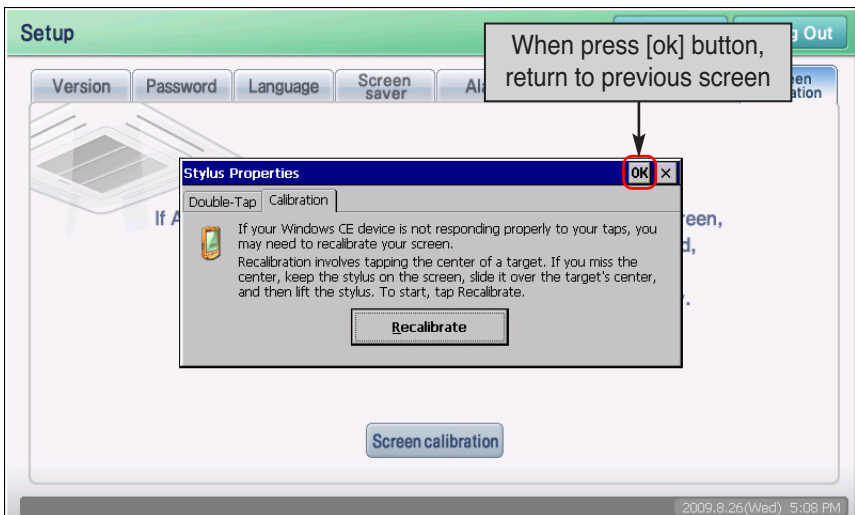 Setup
When press [ok] button,
return to previous screen
Out
Version
Password
Language
Screen
saver
Stylus Properties
OK
×
Double-Tap
Calibration
If
If your Windows CE device is not responding properly to your taps, you
may need to recalibrate your screen.
Recalibration involves tapping the center of a target. If you miss the
center, keep the stylus on the screen, slide it over the target's center,
and then lift the stylus. To start, tap Recalibrate.
Recalibrate
Screen calibration
2009.8.26(Wed) 5:08 PM